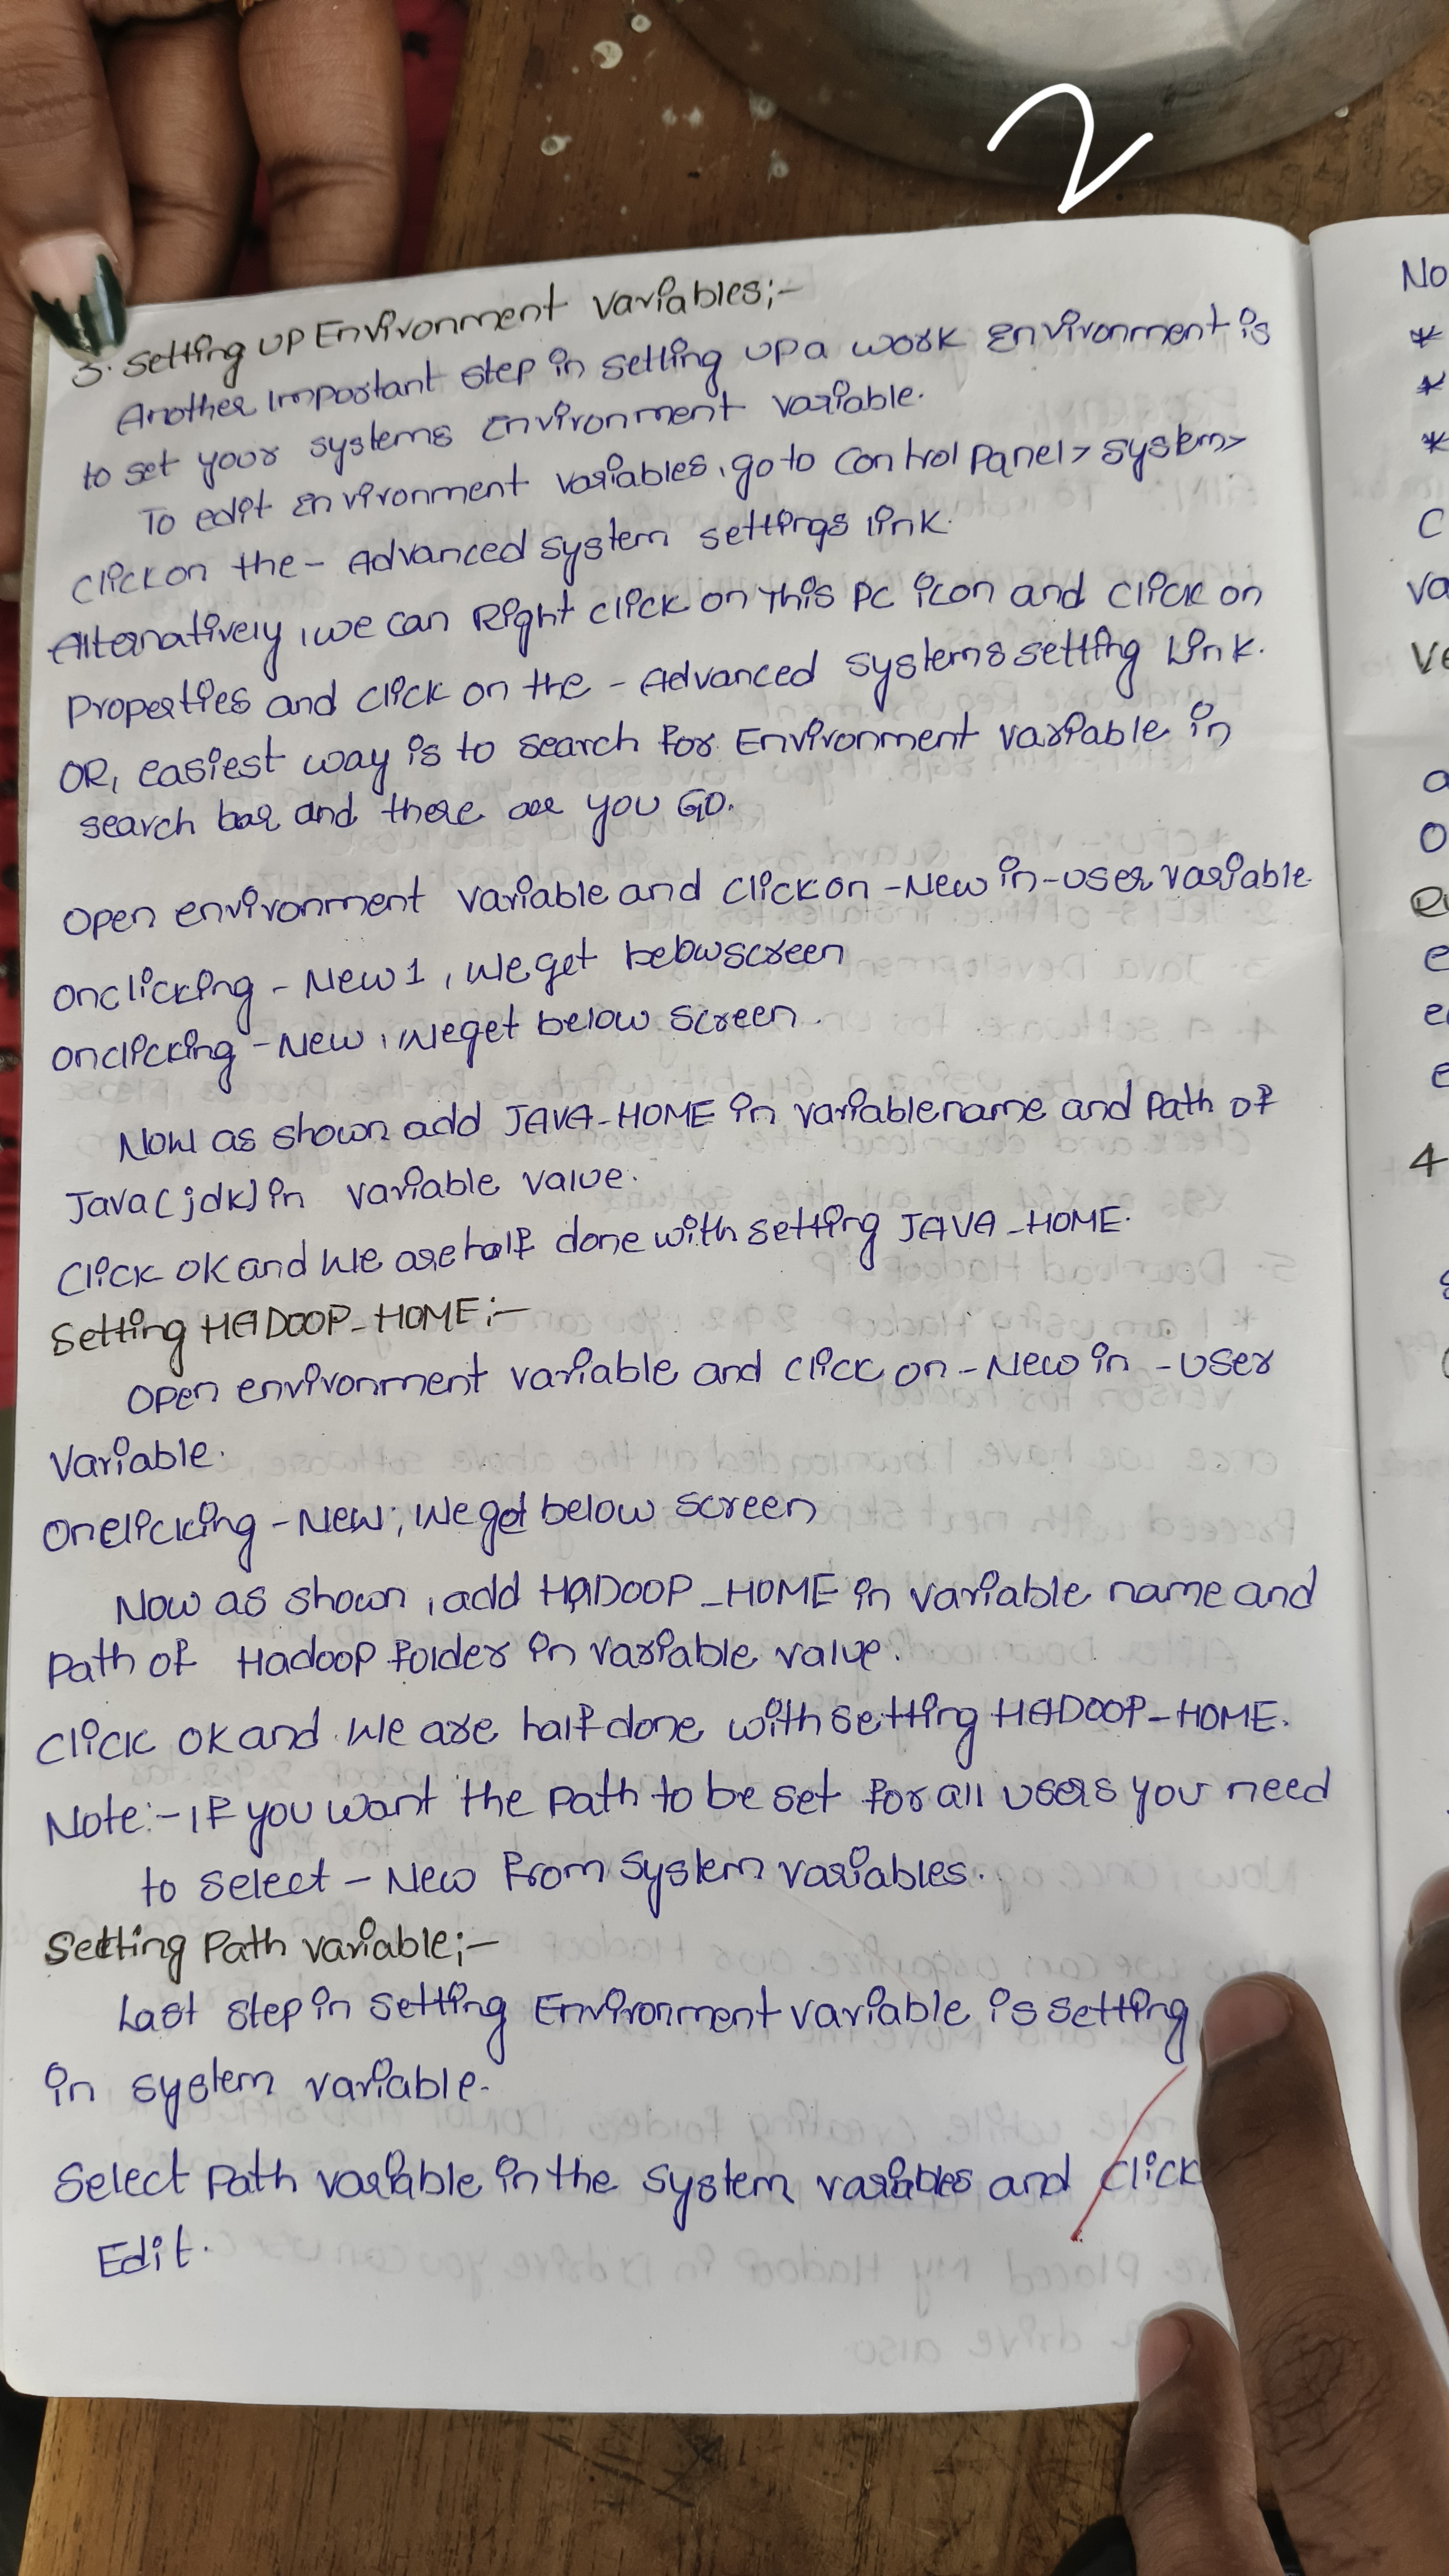 2
3. Setting UP Environment Variables;-
Another Important step in setting up a work Environment is
to set your systems Environment variable.
To edit Environment variables, go to Control Panel > System >
Click on the - Advanced system settings link.
Alternatively, we can Right click on This PC icon and click on
Properties and click on the - Advanced systems setting Link.
OR, easiest way is to search for Environment variable in
search bar and there are you GO.
Open environment variable and Click on - New in - User variable
Onclicking - New 1, We get below screen
Onclicking - New, We get below screen.
Now as shown add JAVA-HOME in variable name and Path of
Java (jdk) in variable value.
Click OK and We are half done with setting JAVA_HOME.
Setting HADOOP_HOME:-
Open environment variable and click on - New in - User
Variable.
Onclicking - New, We get below screen
Now as shown, add HADOOP_HOME in variable name and
Path of Hadoop folder in variable value.
Click OK and We are half done with setting HADOOP-HOME.
Note:- If you want the Path to be set for all users you need
to select - New from system variables.
Setting Path variable;-
Last step in setting Environment variable is setting
in system variable.
Select Path variable in the system variables and click
Edit.
No
*
*
*
C
va
Ve
4